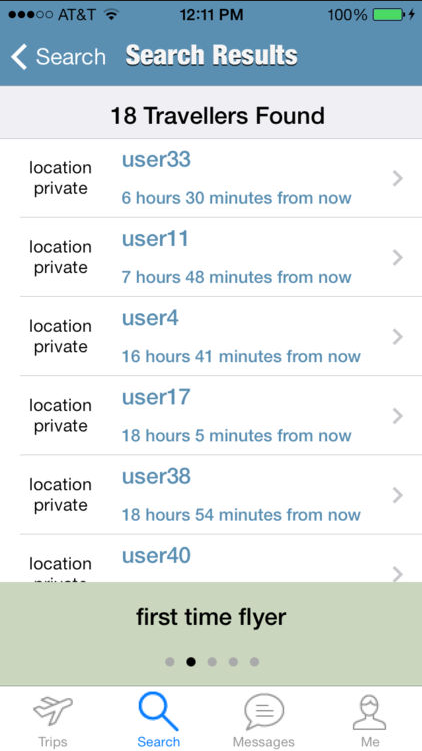 AT&T 12:11 PM 100%
Search Search Results
18 Travellers Found
location private
user33
6 hours 30 minutes from now
location private
user11
7 hours 48 minutes from now
location private
user4
16 hours 41 minutes from now
location private
user17
18 hours 5 minutes from now
location private
user38
18 hours 54 minutes from now
location
user40
first time flyer
Trips Search Messages Me